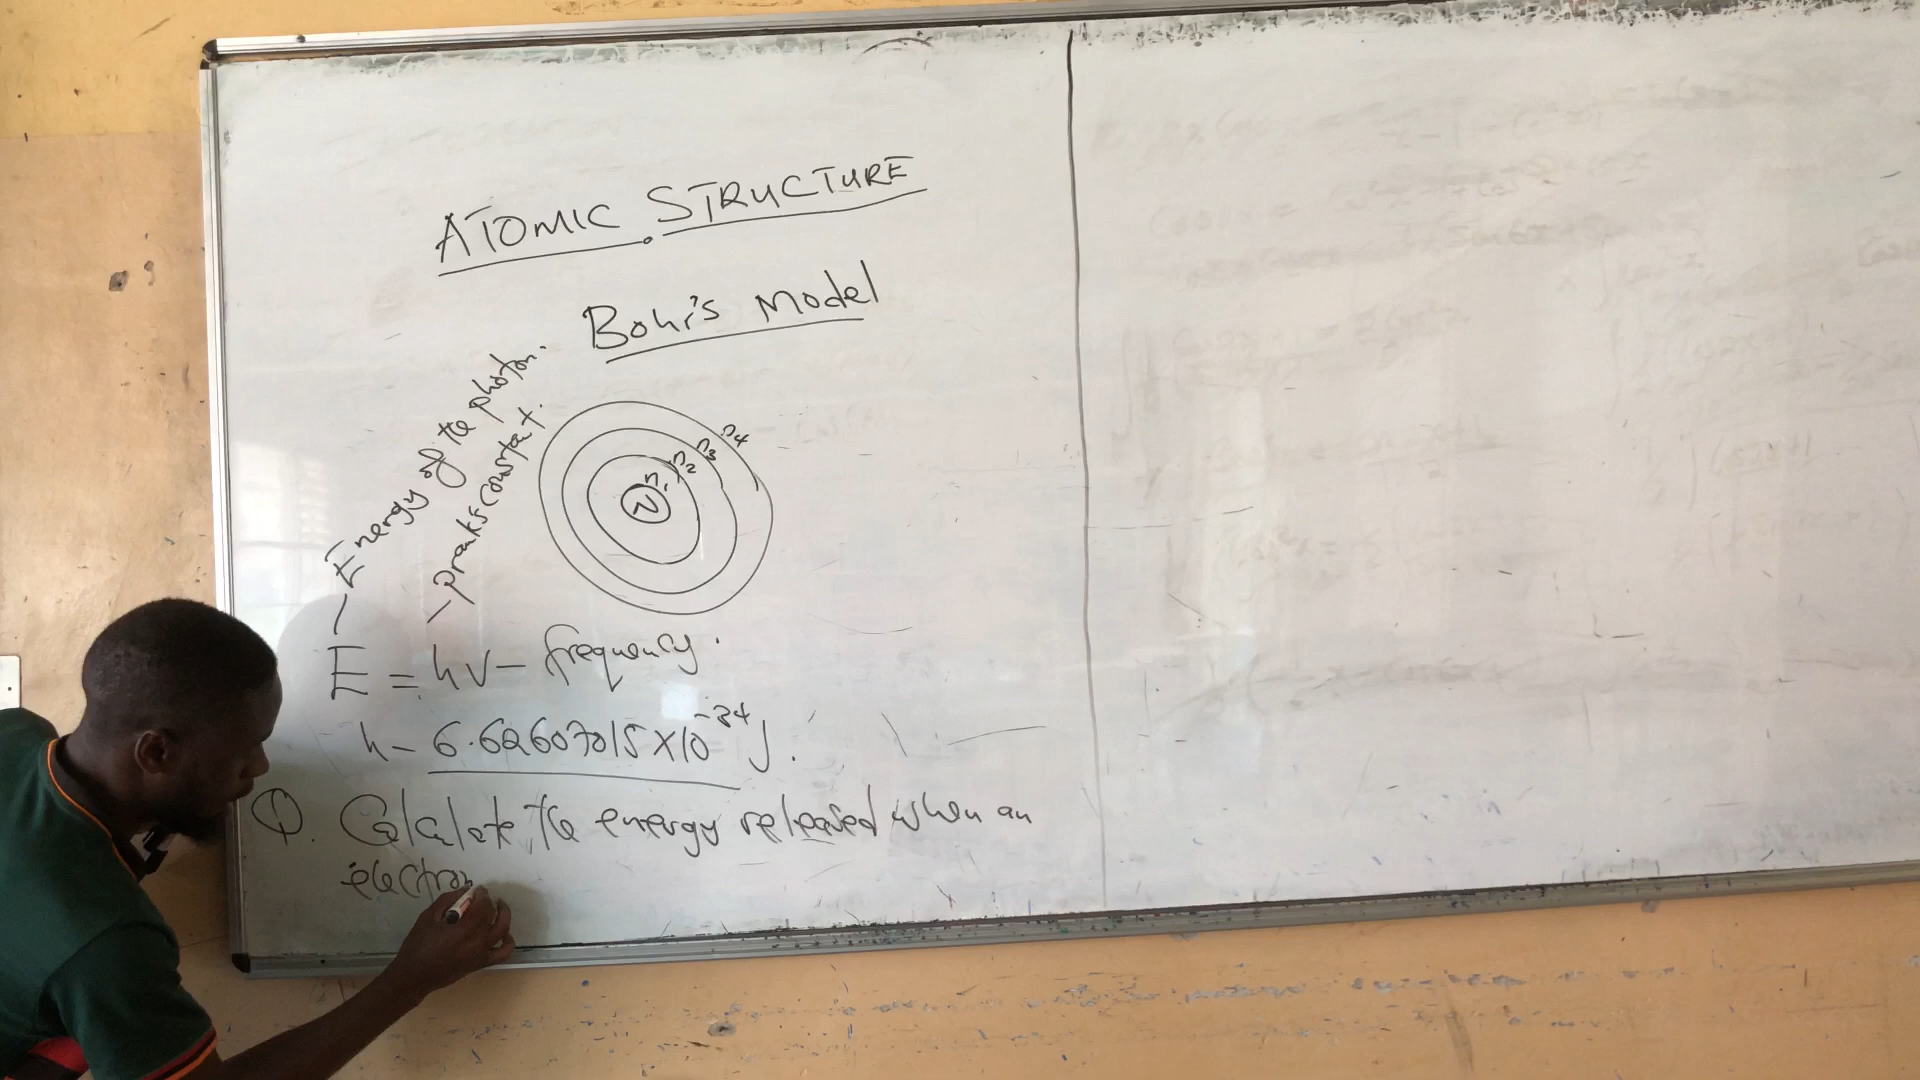 ATOMIC STRUCTURE
Bohr's Model
Energy of the photon.
- Pranks constant.
N n1 n2 n3 n4
E = hv - frequency.
h - 6.62607015 x 10^-34 J.
Q. Calculate the energy released when an
electron